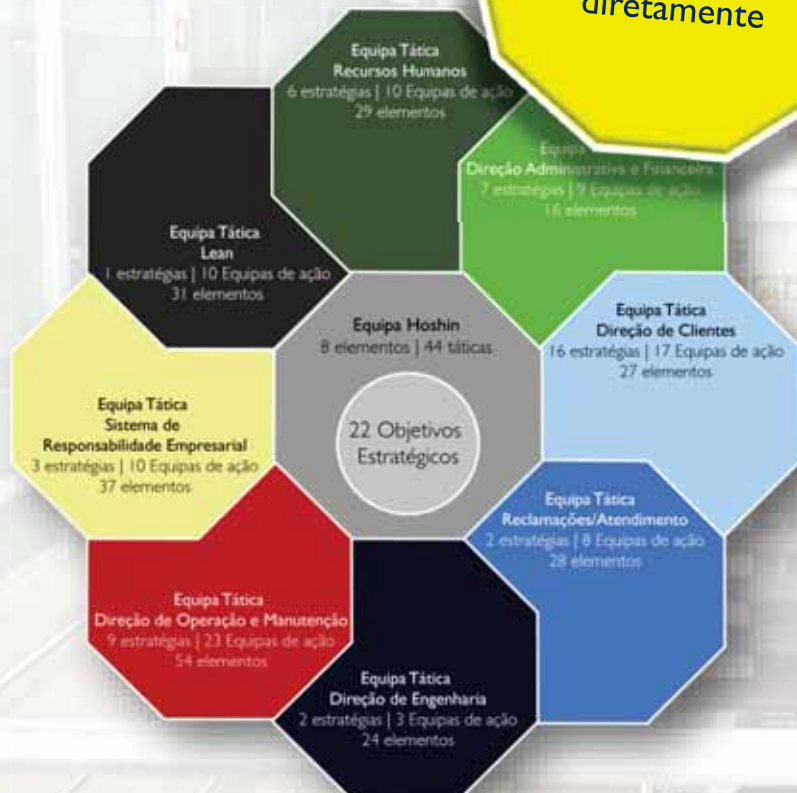 diretamente
Equipa Tática
Recursos Humanos
6 estratégias | 10 Equipas de ação
29 elementos
Equipa
Direção Administrativa e Financeira
7 estratégias | 9 Equipas de ação
16 elementos
Equipa Tática
Lean
1 estratégias | 10 Equipas de ação
31 elementos
Equipa Hoshin
8 elementos | 44 táticas
22 Objetivos
Estratégicos
Equipa Tática
Direção de Clientes
16 estratégias | 17 Equipas de ação
27 elementos
Equipa Tática
Sistema de
Responsabilidade Empresarial
3 estratégias | 10 Equipas de ação
37 elementos
Equipa Tática
Reclamações/Atendimento
2 estratégias | 8 Equipas de ação
28 elementos
Equipa Tática
Direção de Operação e Manutenção
9 estratégias | 23 Equipas de ação
54 elementos
Equipa Tática
Direção de Engenharia
2 estratégias | 3 Equipas de ação
24 elementos